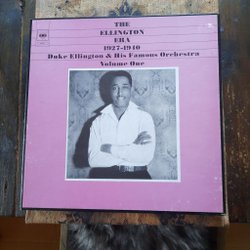 THE
ELLINGTON
ERA
1927-1940
Duke Ellington & His Famous Orchestra
Volume One